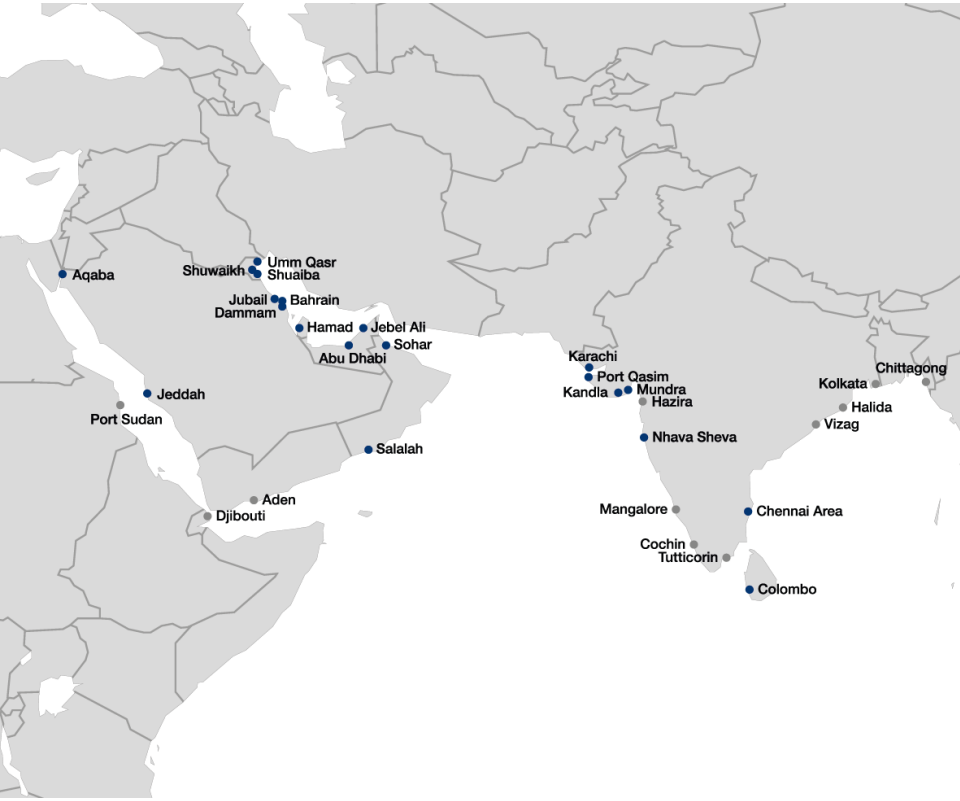 Umm Qasr
Shuwaikh
Shuaiba
Aqaba
Jubail
Bahrain
Dammam
Hamad
Jebel Ali
Sohar
Abu Dhabi
Karachi
Port Qasim
Chittagong
Kolkata
Kandla
Mundra
Jeddah
Hazira
Halida
Port Sudan
Vizag
Nhava Sheva
Salalah
Aden
Mangalore
Chennai Area
Djibouti
Cochin
Tutticorin
Colombo